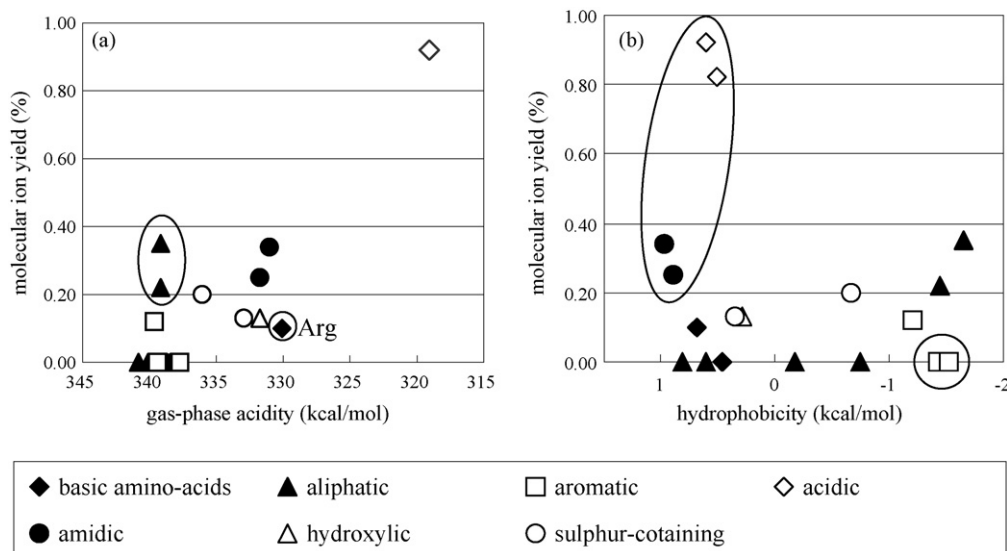 (a)
1.00
0.80
0.60
0.40
0.20
0.00
molecular ion yield (%)
Arg
345 340 335 330 325 320 315
gas-phase acidity (kcal/mol)
(b)
1.00
0.80
0.60
0.40
0.20
0.00
molecular ion yield (%)
1 0 -1 -2
hydrophobicity (kcal/mol)
basic amino-acids aliphatic aromatic acidic
amidic hydroxylic sulphur-cotaining